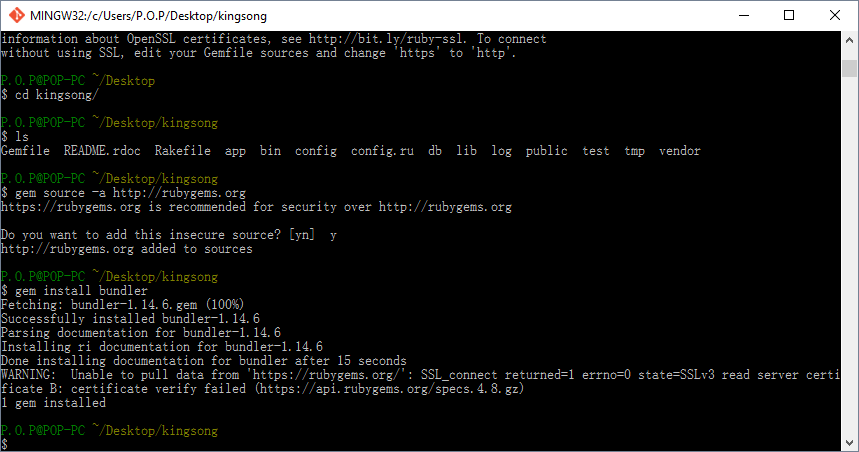 MINGW32:/c/Users/P.O.P/Desktop/kingsong
information about OpenSSL certificates, see http://bit.ly/ruby-ssl. To connect
without using SSL, edit your Gemfile sources and change 'https' to 'http'.
P.O.P@POP-PC ~/Desktop
$ cd kingsong/
P.O.P@POP-PC ~/Desktop/kingsong
$ ls
Gemfile  README.rdoc  Rakefile  app  bin  config  config.ru  db  lib  log  public  test  tmp  vendor
P.O.P@POP-PC ~/Desktop/kingsong
$ gem source -a http://rubygems.org
https://rubygems.org is recommended for security over http://rubygems.org
Do you want to add this insecure source? [yn]  y
http://rubygems.org added to sources
P.O.P@POP-PC ~/Desktop/kingsong
$ gem install bundler
Fetching: bundler-1.14.6.gem (100%)
Successfully installed bundler-1.14.6
Parsing documentation for bundler-1.14.6
Installing ri documentation for bundler-1.14.6
Done installing documentation for bundler after 15 seconds
WARNING:  Unable to pull data from 'https://rubygems.org/': SSL_connect returned=1 errno=0 state=SSLv3 read server certi
ficate B: certificate verify failed (https://api.rubygems.org/specs.4.8.gz)
1 gem installed
P.O.P@POP-PC ~/Desktop/kingsong
$